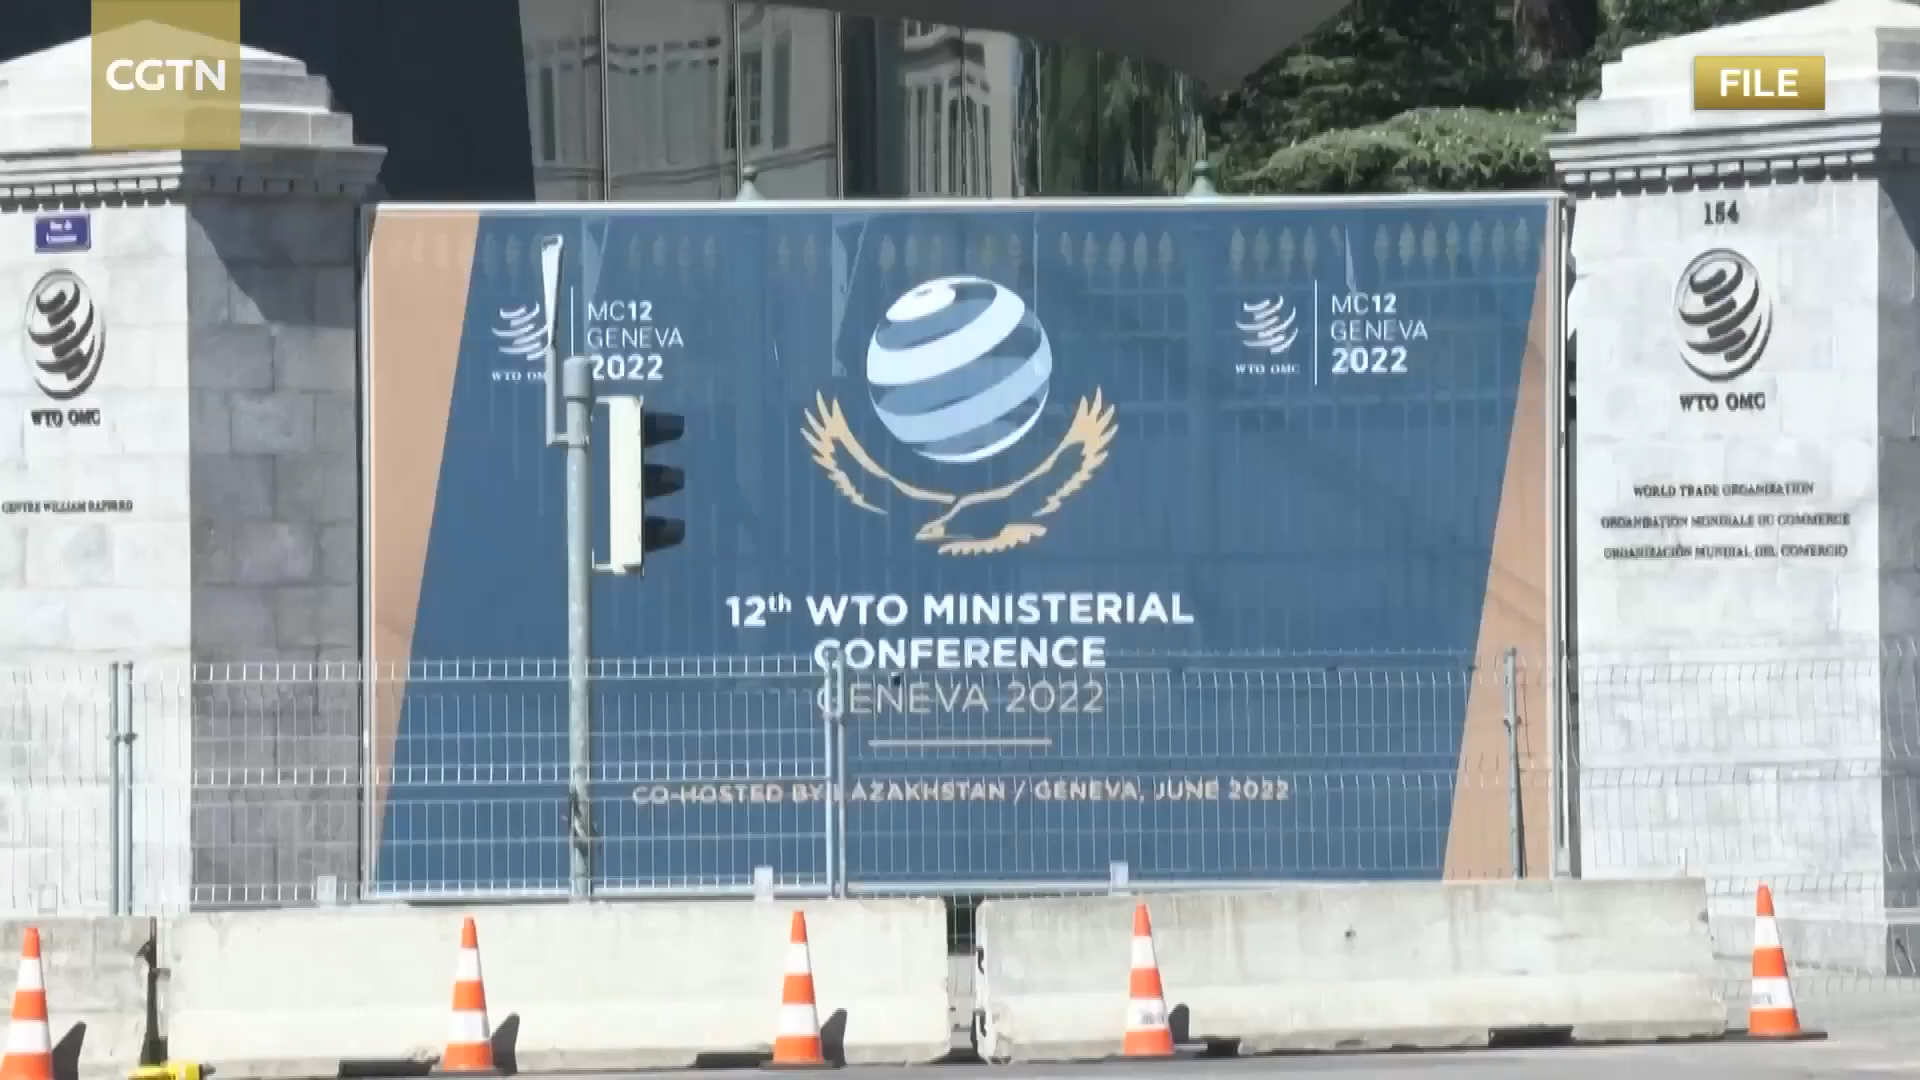 CGTN
FILE
154
WTO OMC
CENTRE WILLIAM RAPPARD
MC12
GENEVA
2022
WTO OMC
MC12
GENEVA
2022
WTO OMC
12th WTO MINISTERIAL
CONFERENCE
GENEVA 2022
CO-HOSTED BY KAZAKHSTAN / GENEVA, JUNE 2022
WTO OMC
WORLD TRADE ORGANIZATION
ORGANISATION MONDIALE DU COMMERCE
ORGANIZACIÓN MUNDIAL DEL COMERCIO